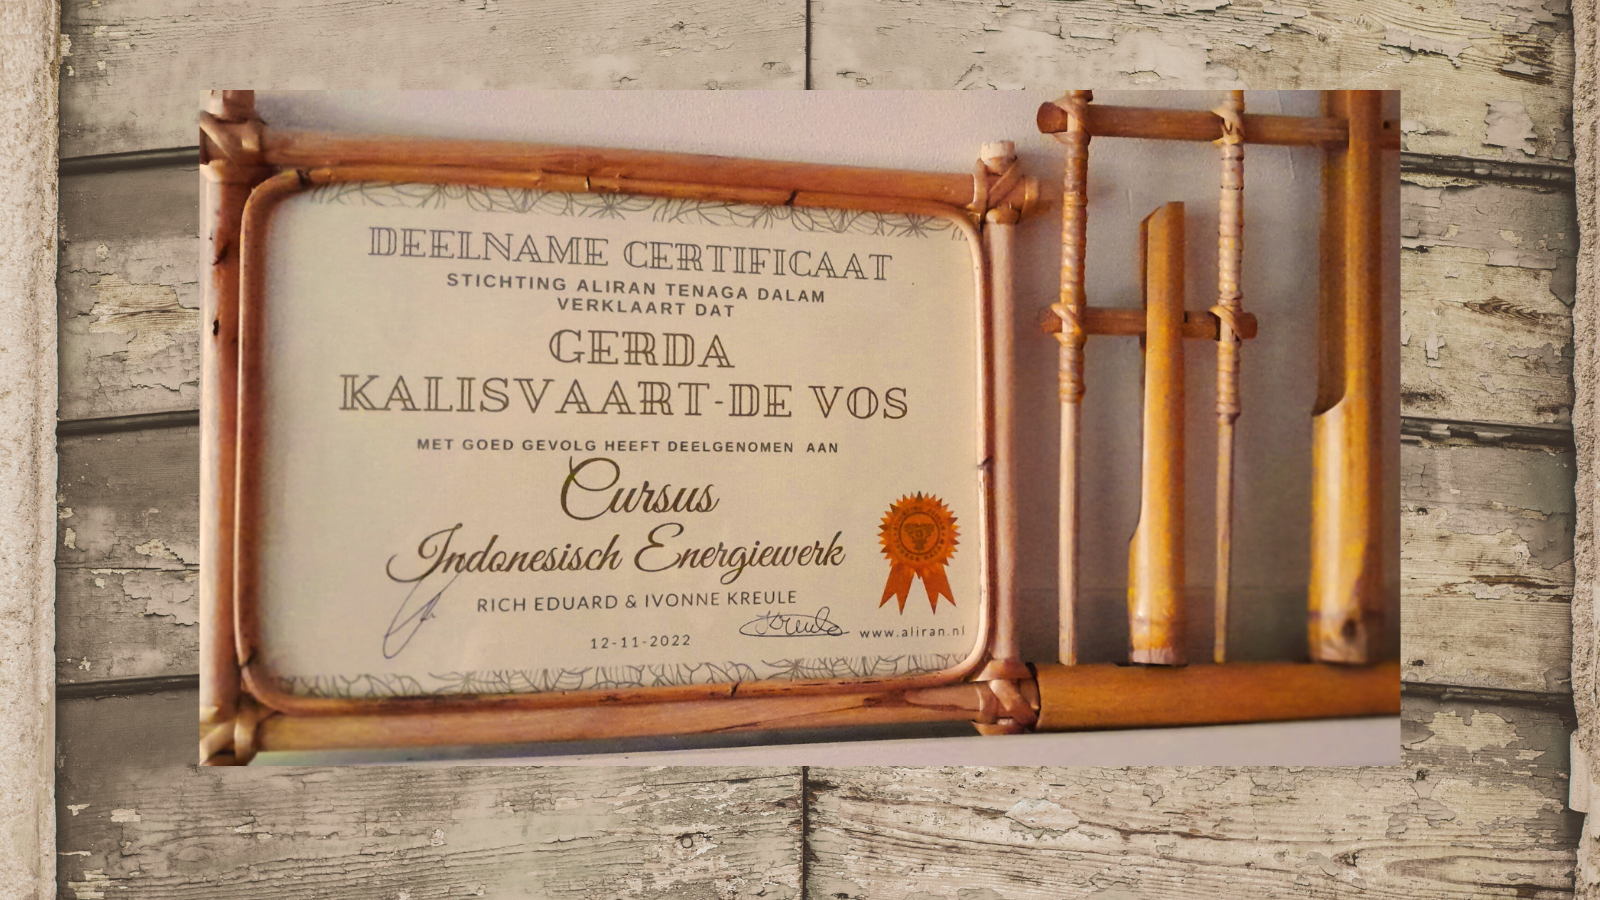 DEELNAME CERTIFICAAT
STICHTING ALIRAN TENAGA DALAM
VERKLAART DAT
GERDA
KALISVAART-DE VOS
MET GOED GEVOLG HEEFT DEELGENOMEN AAN
Cursus
Indonesisch Energiewerk
RICH EDUARD & IVONNE KREULE
12-11-2022
Kreule
www.aliran.nl